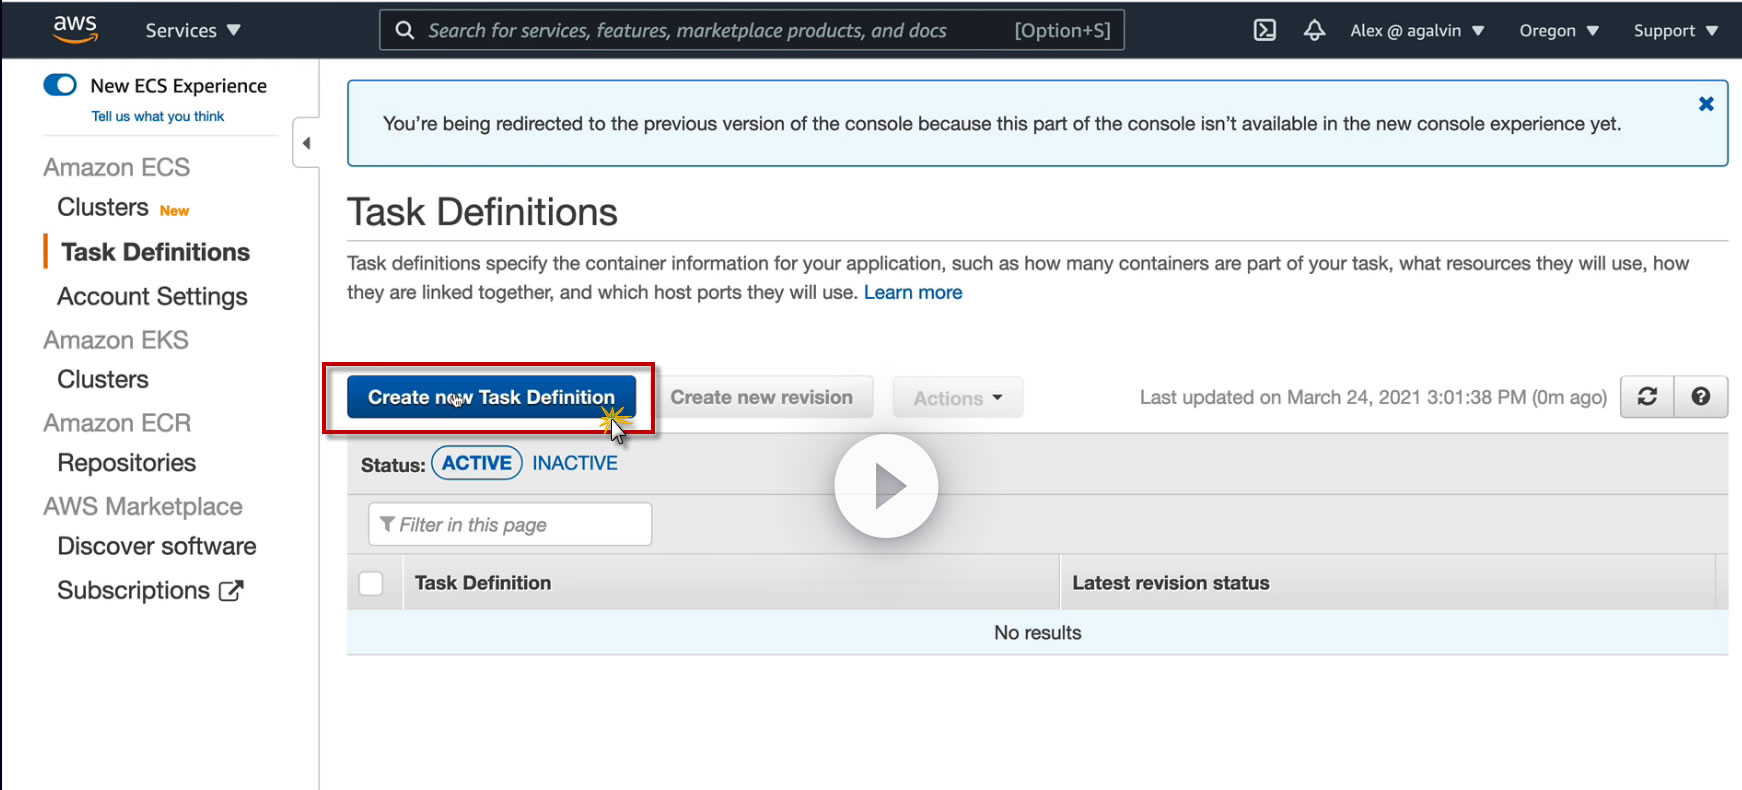 aws
Services
Search for services, features, marketplace products, and docs
[Option+S]
Alex @ agalvin
Oregon
Support
New ECS Experience
Tell us what you think
Amazon ECS
Clusters New
Task Definitions
Account Settings
Amazon EKS
Clusters
Amazon ECR
Repositories
AWS Marketplace
Discover software
Subscriptions
You're being redirected to the previous version of the console because this part of the console isn't available in the new console experience yet.
Task Definitions
Task definitions specify the container information for your application, such as how many containers are part of your task, what resources they will use, how
they are linked together, and which host ports they will use. Learn more
Create new Task Definition
Create new revision
Actions
Last updated on March 24, 2021 3:01:38 PM (0m ago)
Status: ACTIVE INACTIVE
Filter in this page
Task Definition
Latest revision status
No results